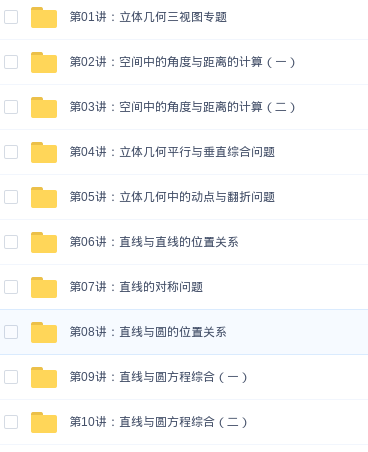 第01讲：立体几何三视图专题
第02讲：空间中的角度与距离的计算（一）
第03讲：空间中的角度与距离的计算（二）
第04讲：立体几何平行与垂直综合问题
第05讲：立体几何中的动点与翻折问题
第06讲：直线与直线的位置关系
第07讲：直线的对称问题
第08讲：直线与圆的位置关系
第09讲：直线与圆方程综合（一）
第10讲：直线与圆方程综合（二）